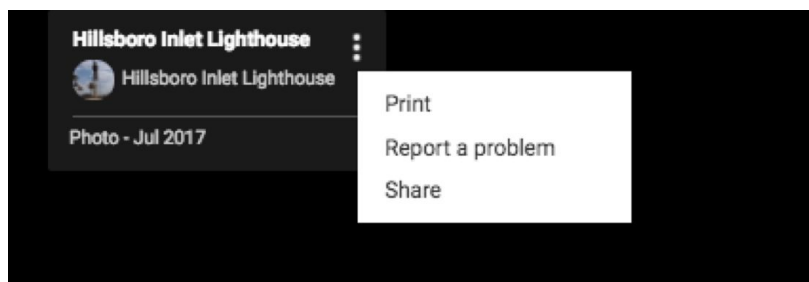 Hillsboro Inlet Lighthouse
Hillsboro Inlet Lighthouse
Photo - Jul 2017
Print
Report a problem
Share